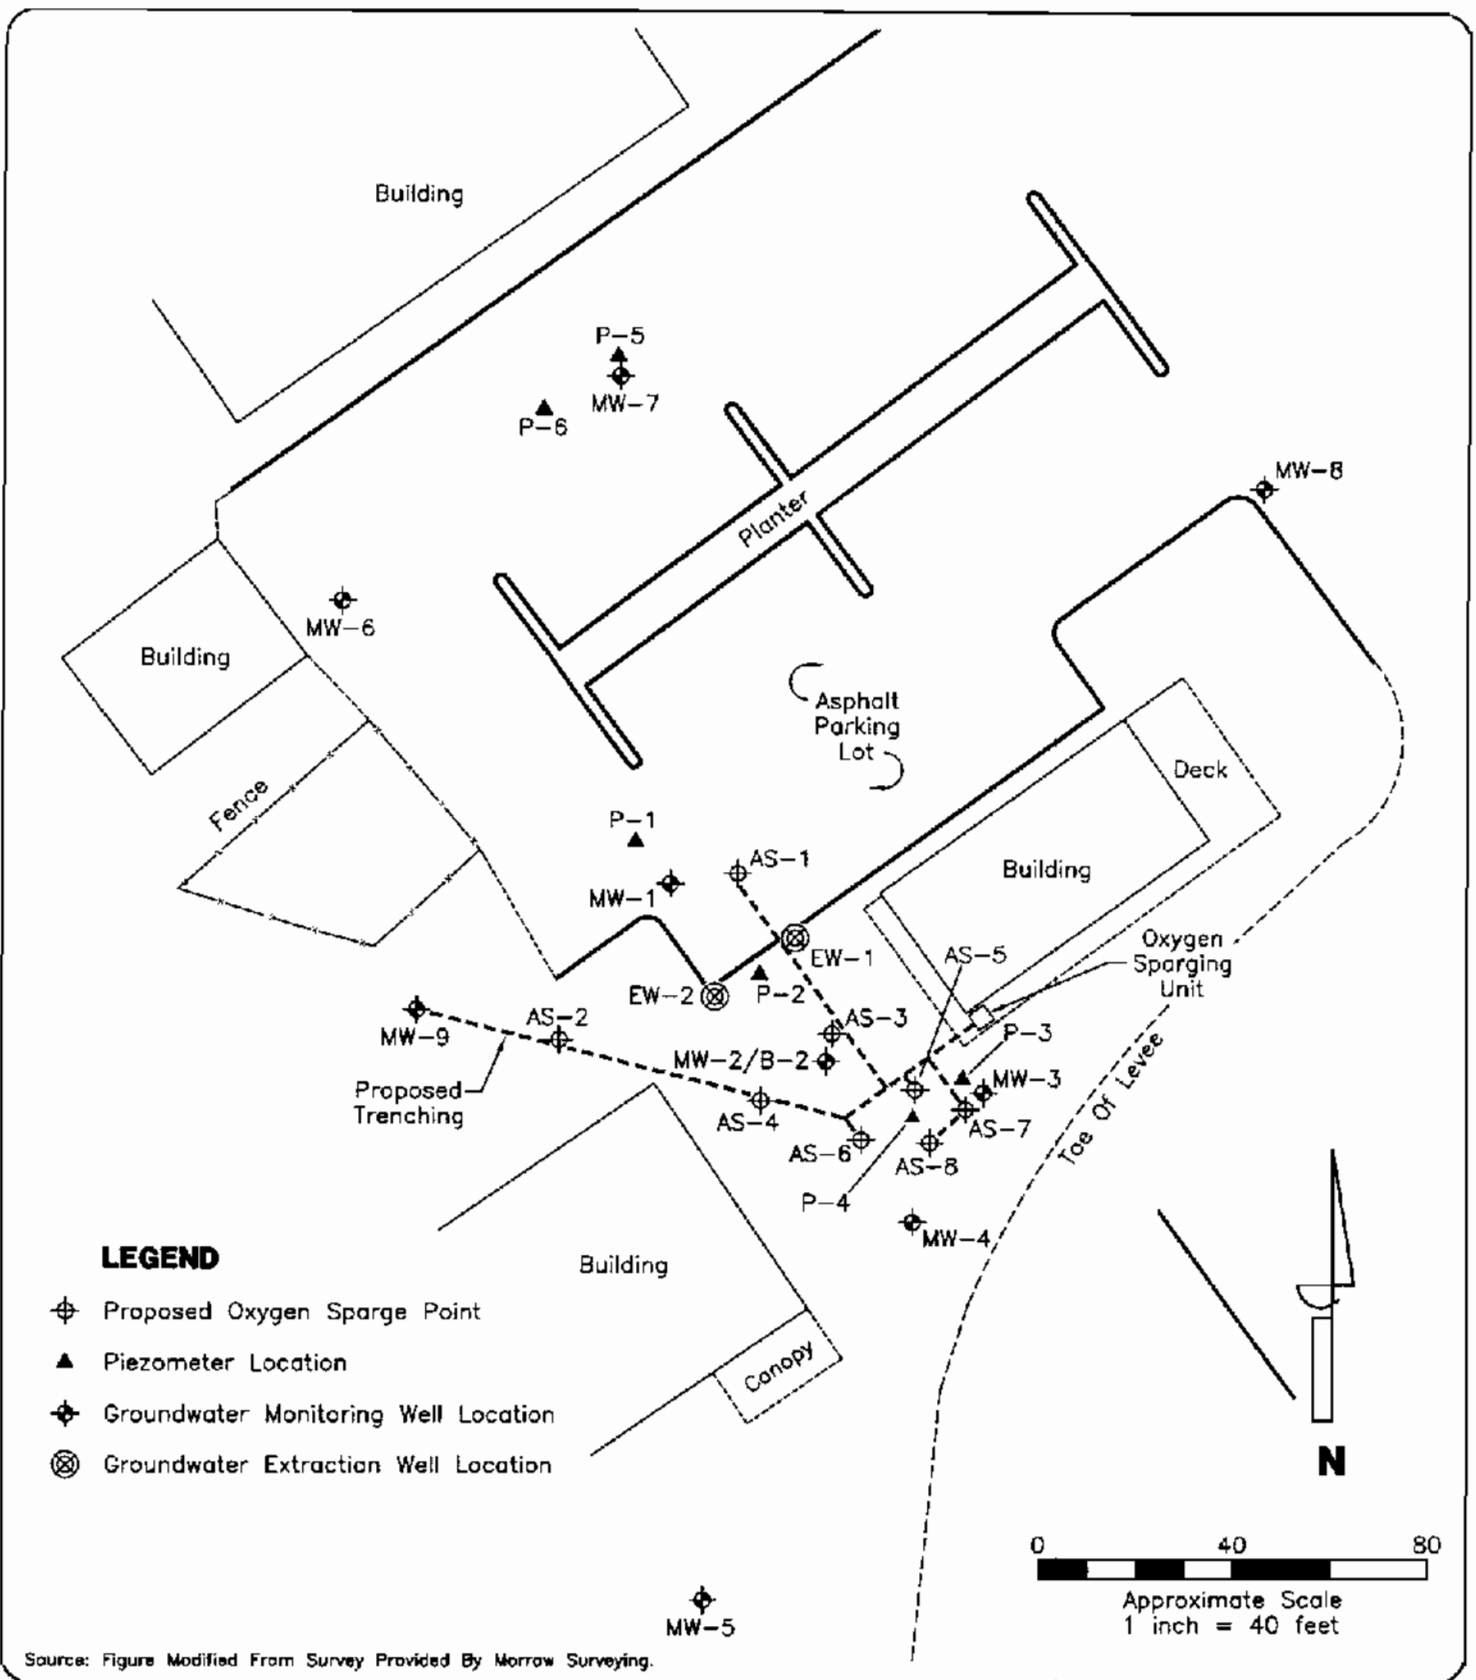 Building
P-5
MW-7
P-6
MW-8
Planter
MW-6
Building
Asphalt
Parking
Lot
Deck
Fence
P-1
AS-1
MW-1
Building
Oxygen
Sparging
Unit
EW-1
AS-5
EW-2
P-2
AS-2
AS-3
MW-9
P-3
MW-2/B-2
MW-3
Proposed
Trenching
Toe Of Levee
AS-4
AS-7
AS-6
AS-8
P-4
MW-4
LEGEND
Building
Proposed Oxygen Sparge Point
Piezometer Location
Canopy
Groundwater Monitoring Well Location
Groundwater Extraction Well Location
N
0 40 80
Approximate Scale
1 inch = 40 feet
MW-5
Source: Figure Modified From Survey Provided By Morrow Surveying.